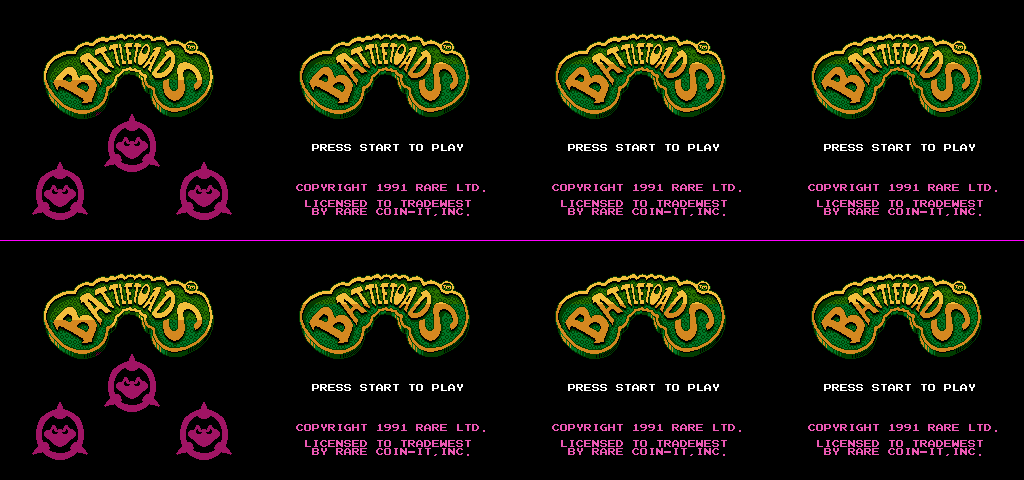 BATTLETOADS BATTLETOADS BATTLETOADS BATTLETOADS
PRESS START TO PLAY PRESS START TO PLAY PRESS START TO PLAY
COPYRIGHT 1991 RARE LTD. COPYRIGHT 1991 RARE LTD. COPYRIGHT 1991 RARE LTD.
LICENSED TO TRADEWEST LICENSED TO TRADEWEST LICENSED TO TRADEWEST
BY RARE COIN-IT,INC. BY RARE COIN-IT,INC. BY RARE COIN-IT,INC.
BATTLETOADS BATTLETOADS BATTLETOADS BATTLETOADS
PRESS START TO PLAY PRESS START TO PLAY PRESS START TO PLAY
COPYRIGHT 1991 RARE LTD. COPYRIGHT 1991 RARE LTD. COPYRIGHT 1991 RARE LTD.
LICENSED TO TRADEWEST LICENSED TO TRADEWEST LICENSED TO TRADEWEST
BY RARE COIN-IT,INC. BY RARE COIN-IT,INC. BY RARE COIN-IT,INC.